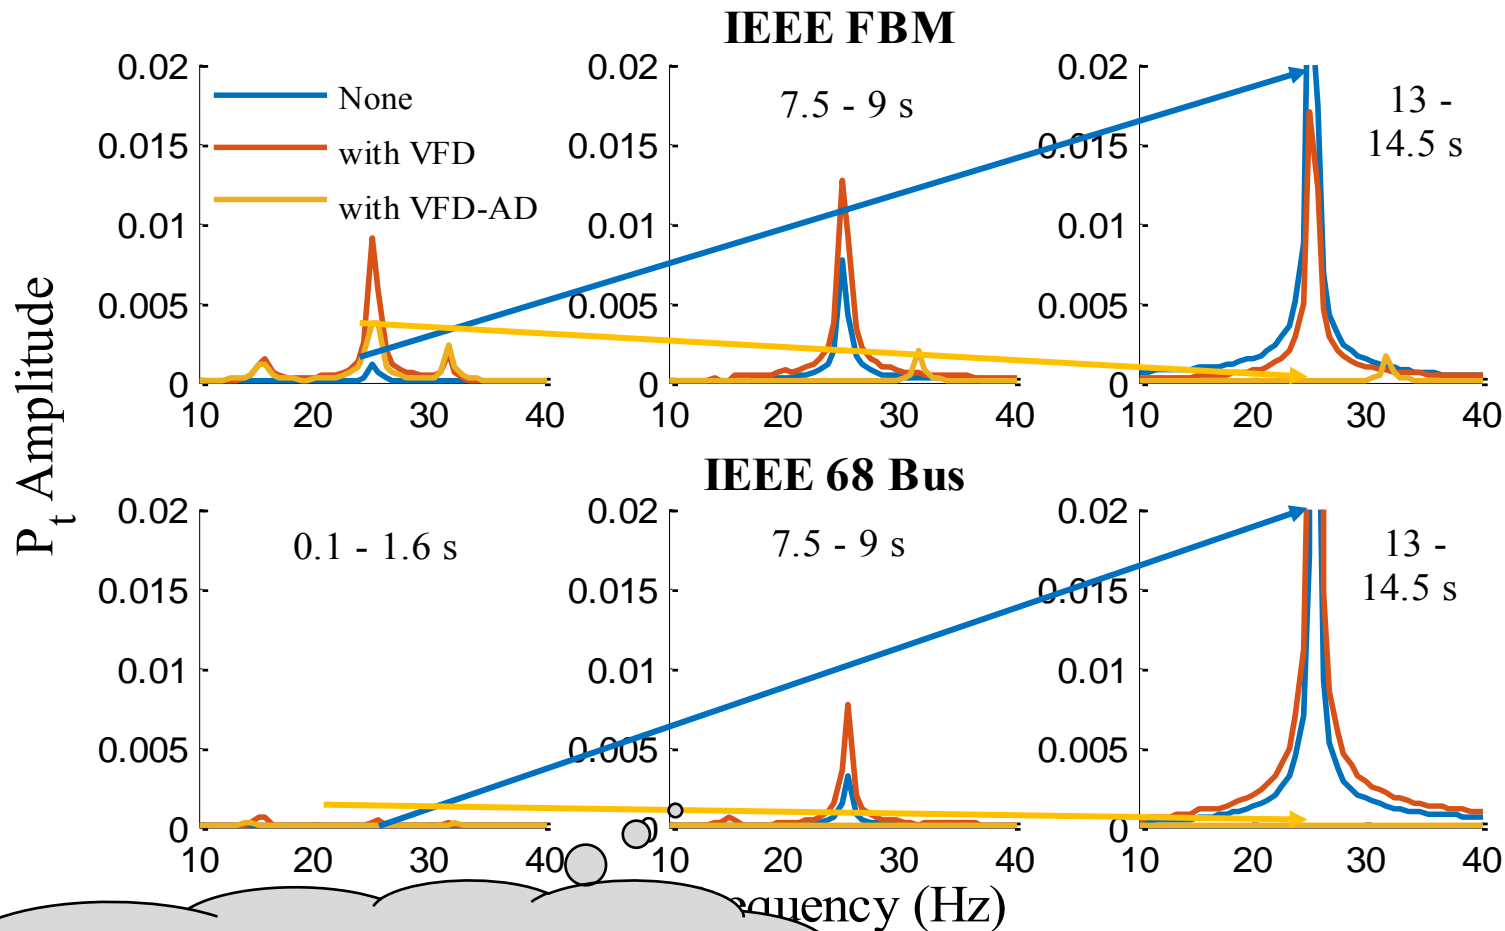 IEEE FBM
0.02 0.02 0.02
None
with VFD
with VFD-AD
7.5 - 9 s
13 -
14.5 s
0.015 0.015
0.01 0.01 0.01
0.005 0.005 0.005
0 0 0
10 20 30 40 10 20 30 40 10 20 30 40
P_t Amplitude
IEEE 68 Bus
0.02 0.02 0.02
0.1 - 1.6 s
7.5 - 9 s
13 -
14.5 s
0.015 0.015 0.015
0.01 0.01 0.01
0.005 0.005 0.005
0 0 0
10 20 30 40 10 20 30 40 10 20 30 40
(Hz)